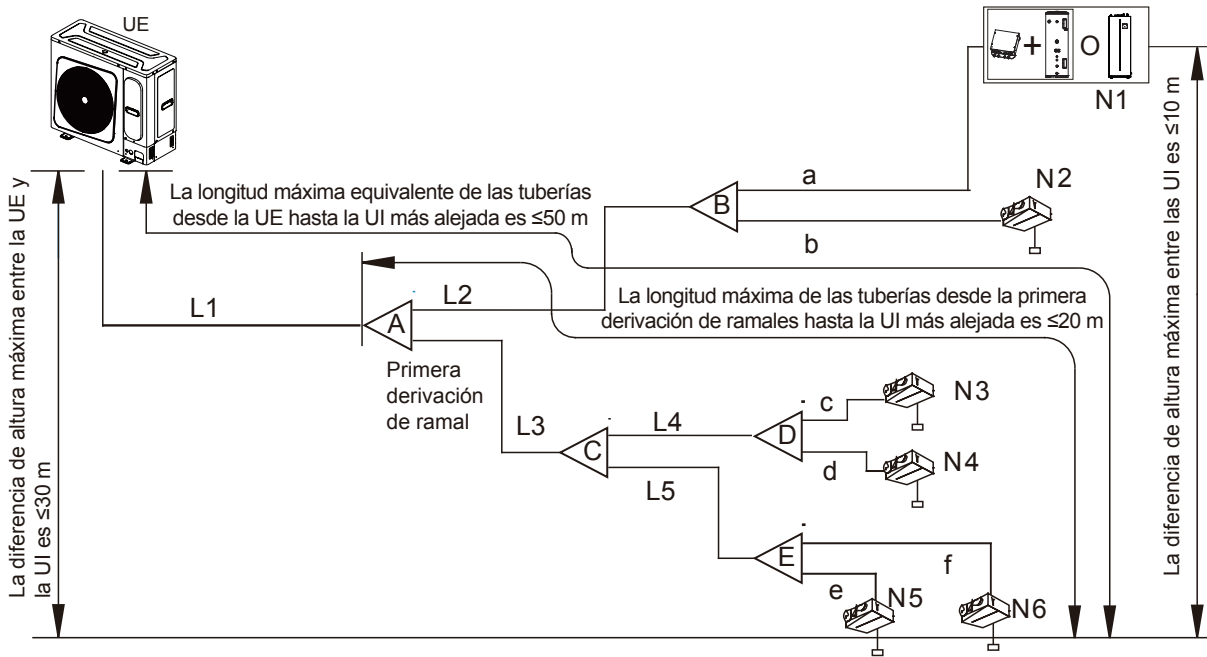 UE
+
O
N1
a
La longitud máxima equivalente de las tuberías
desde la UE hasta la UI más alejada es ≤50 m
B
N2
b
L1
L2
A
La longitud máxima de las tuberías desde la primera
derivación de ramales hasta la UI más alejada es ≤20 m
Primera
derivación
de ramal
L3
C
L4
D
c
N3
d
N4
L5
E
f
e
N5
N6
La diferencia de altura máxima entre la UE y
la UI es ≤30 m
La diferencia de altura máxima entre las UI es ≤10 m